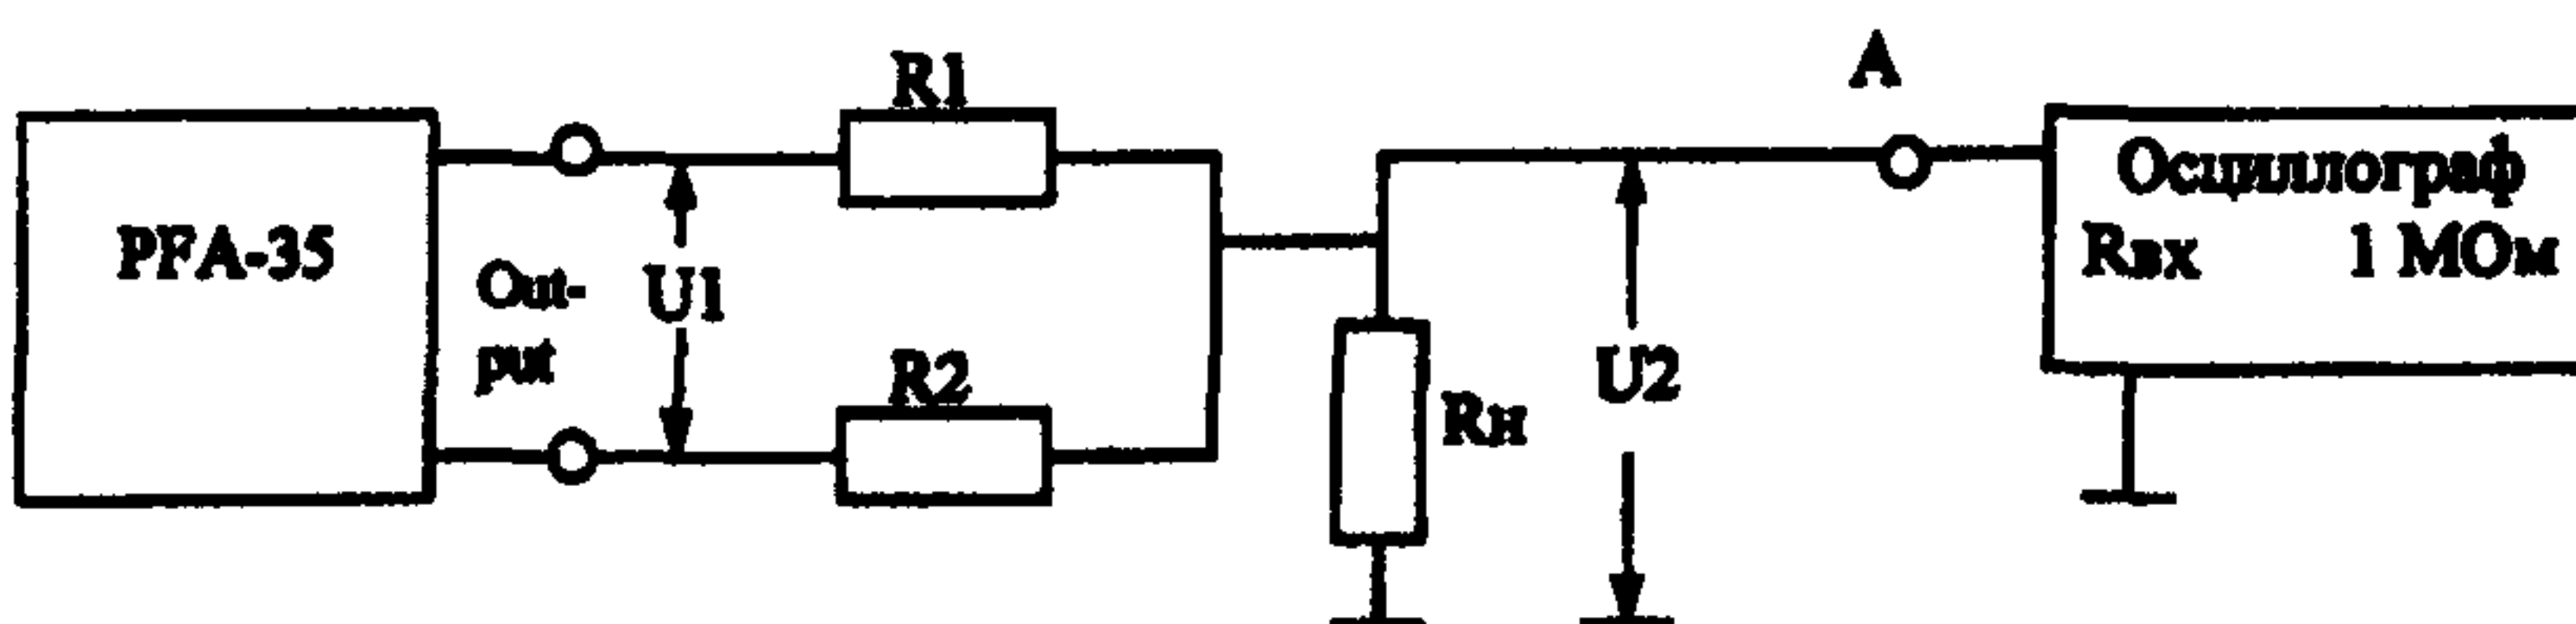 R1
A
PFA-35
Out-
put
U1
R2
Rн
U2
Осциллограф
Rвх 1 МОм